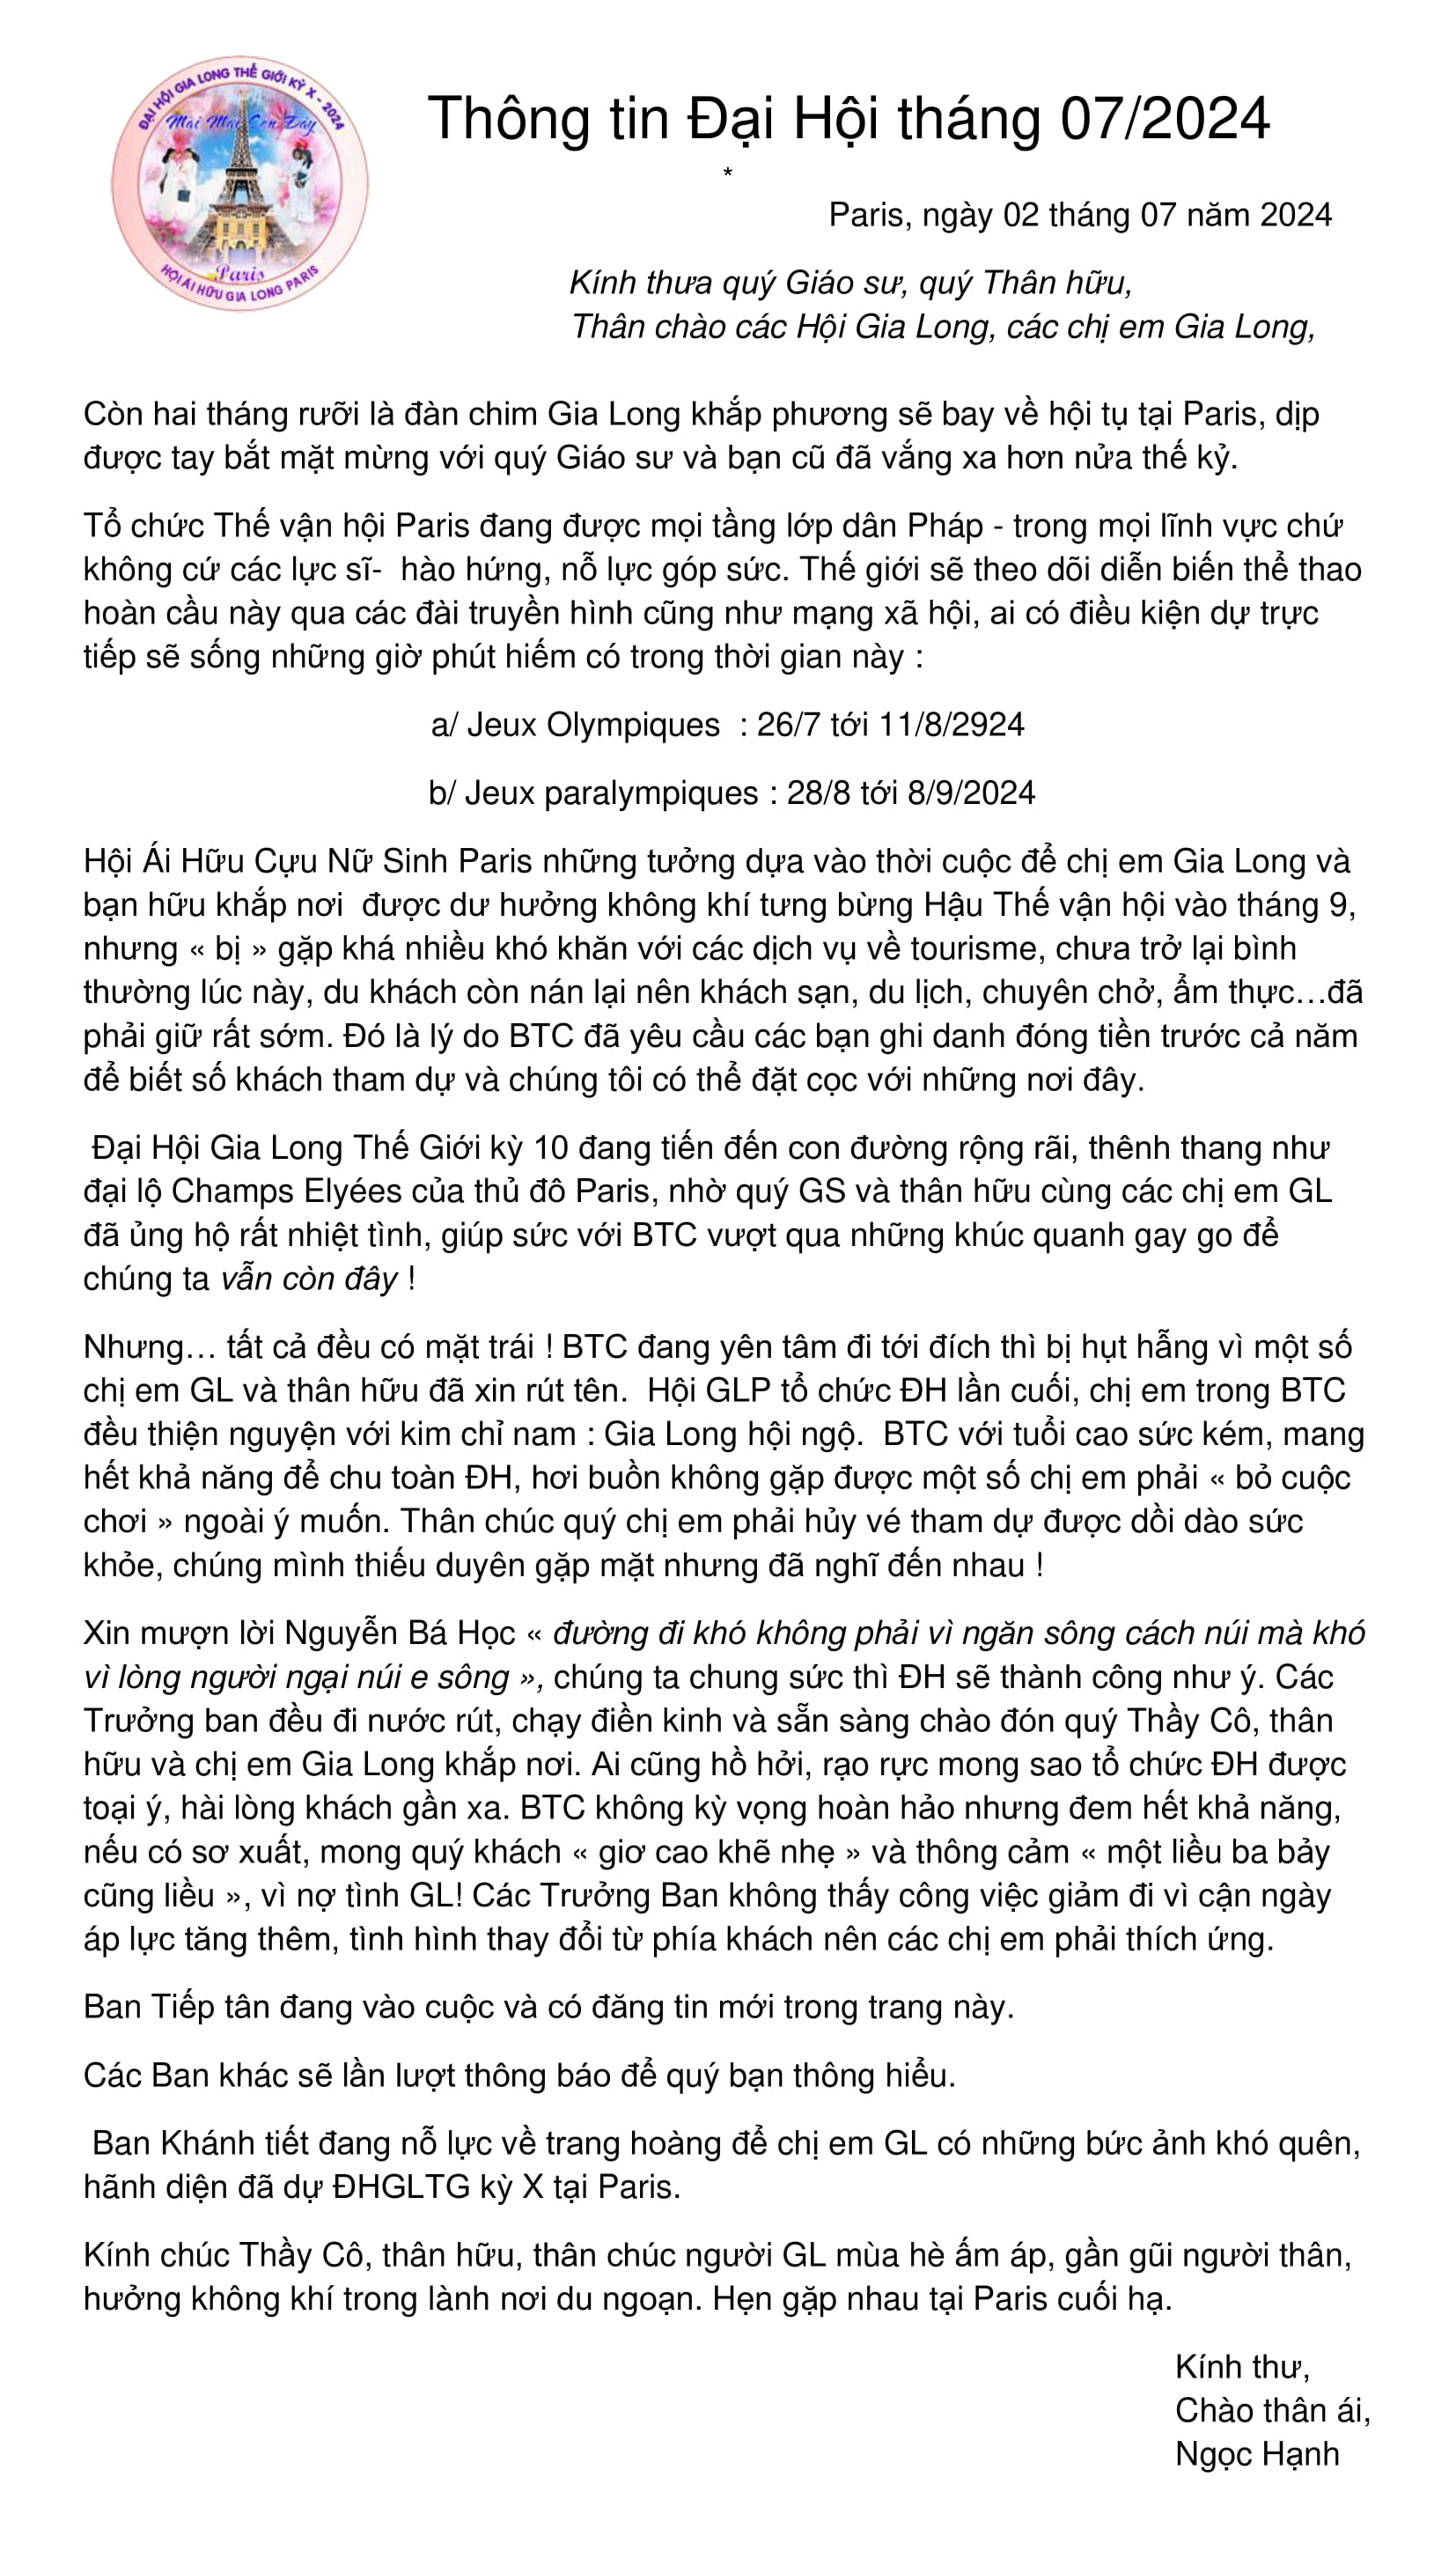 ĐẠI HỘI GIA LONG THẾ GIỚI KỲ X - 2024
Mai Mai Con Đây
Paris
HỘI ÁI HỮU GIA LONG PARIS
Thông tin Đại Hội tháng 07/2024
*
Paris, ngày 02 tháng 07 năm 2024
Kính thưa quý Giáo sư, quý Thân hữu,
Thân chào các Hội Gia Long, các chị em Gia Long,
Còn hai tháng rưỡi là đàn chim Gia Long khắp phương sẽ bay về hội tụ tại Paris, dịp
được tay bắt mặt mừng với quý Giáo sư và bạn cũ đã vắng xa hơn nửa thế kỷ.
Tổ chức Thế vận hội Paris đang được mọi tầng lớp dân Pháp - trong mọi lĩnh vực chứ
không cứ các lực sĩ-  hào hứng, nỗ lực góp sức. Thế giới sẽ theo dõi diễn biến thể thao
hoàn cầu này qua các đài truyền hình cũng như mạng xã hội, ai có điều kiện dự trực
tiếp sẽ sống những giờ phút hiếm có trong thời gian này :
a/ Jeux Olympiques  : 26/7 tới 11/8/2924
b/ Jeux paralympiques : 28/8 tới 8/9/2024
Hội Ái Hữu Cựu Nữ Sinh Paris những tưởng dựa vào thời cuộc để chị em Gia Long và
bạn hữu khắp nơi  được dư hưởng không khí tưng bừng Hậu Thế vận hội vào tháng 9,
nhưng « bị » gặp khá nhiều khó khăn với các dịch vụ về tourisme, chưa trở lại bình
thường lúc này, du khách còn nán lại nên khách sạn, du lịch, chuyên chở, ẩm thực…đã
phải giữ rất sớm. Đó là lý do BTC đã yêu cầu các bạn ghi danh đóng tiền trước cả năm
để biết số khách tham dự và chúng tôi có thể đặt cọc với những nơi đây.
Đại Hội Gia Long Thế Giới kỳ 10 đang tiến đến con đường rộng rãi, thênh thang như
đại lộ Champs Elyées của thủ đô Paris, nhờ quý GS và thân hữu cùng các chị em GL
đã ủng hộ rất nhiệt tình, giúp sức với BTC vượt qua những khúc quanh gay go để
chúng ta vẫn còn đây !
Nhưng… tất cả đều có mặt trái ! BTC đang yên tâm đi tới đích thì bị hụt hẫng vì một số
chị em GL và thân hữu đã xin rút tên.  Hội GLP tổ chức ĐH lần cuối, chị em trong BTC
đều thiện nguyện với kim chỉ nam : Gia Long hội ngộ.  BTC với tuổi cao sức kém, mang
hết khả năng để chu toàn ĐH, hơi buồn không gặp được một số chị em phải « bỏ cuộc
chơi » ngoài ý muốn. Thân chúc quý chị em phải hủy vé tham dự được dồi dào sức
khỏe, chúng mình thiếu duyên gặp mặt nhưng đã nghĩ đến nhau !
Xin mượn lời Nguyễn Bá Học « đường đi khó không phải vì ngăn sông cách núi mà khó
vì lòng người ngại núi e sông », chúng ta chung sức thì ĐH sẽ thành công như ý. Các
Trưởng ban đều đi nước rút, chạy điền kinh và sẵn sàng chào đón quý Thầy Cô, thân
hữu và chị em Gia Long khắp nơi. Ai cũng hồ hởi, rạo rực mong sao tổ chức ĐH được
toại ý, hài lòng khách gần xa. BTC không kỳ vọng hoàn hảo nhưng đem hết khả năng,
nếu có sơ xuất, mong quý khách « giơ cao khẽ nhẹ » và thông cảm « một liều ba bảy
cũng liều », vì nợ tình GL! Các Trưởng Ban không thấy công việc giảm đi vì cận ngày
áp lực tăng thêm, tình hình thay đổi từ phía khách nên các chị em phải thích ứng.
Ban Tiếp tân đang vào cuộc và có đăng tin mới trong trang này.
Các Ban khác sẽ lần lượt thông báo để quý bạn thông hiểu.
Ban Khánh tiết đang nỗ lực về trang hoàng để chị em GL có những bức ảnh khó quên,
hãnh diện đã dự ĐHGLTG kỳ X tại Paris.
Kính chúc Thầy Cô, thân hữu, thân chúc người GL mùa hè ấm áp, gần gũi người thân,
hưởng không khí trong lành nơi du ngoạn. Hẹn gặp nhau tại Paris cuối hạ.
Kính thư,
Chào thân ái,
Ngọc Hạnh